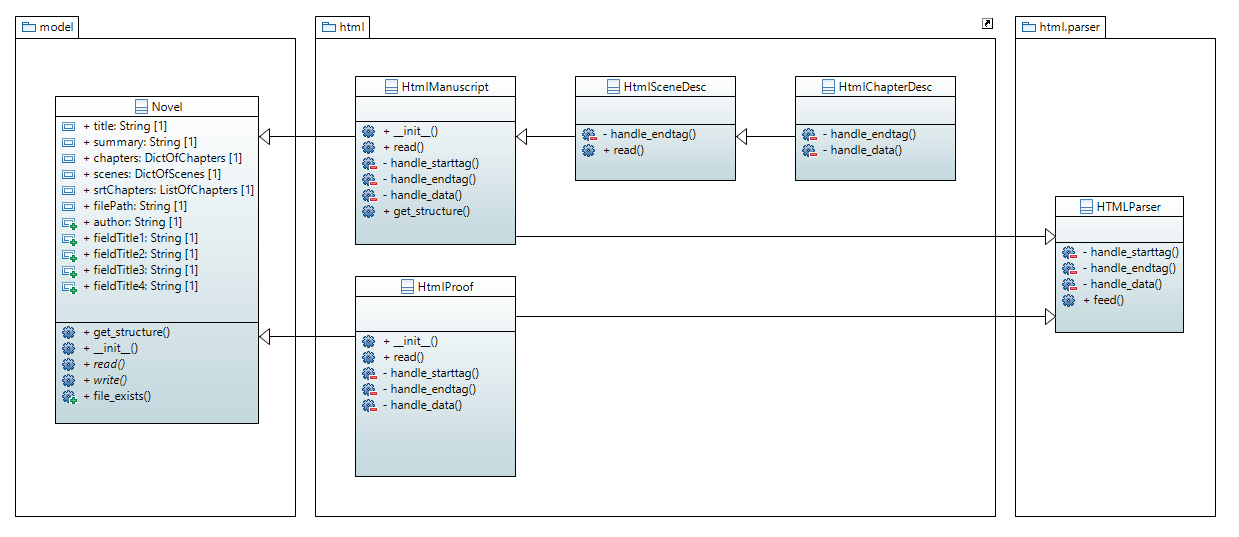 model
Novel
+ title: String [1]
+ summary: String [1]
+ chapters: DictOfChapters [1]
+ scenes: DictOfScenes [1]
+ srtChapters: ListOfChapters [1]
+ filePath: String [1]
+ author: String [1]
+ fieldTitle1: String [1]
+ fieldTitle2: String [1]
+ fieldTitle3: String [1]
+ fieldTitle4: String [1]
+ get_structure()
+ __init__()
+ read()
+ write()
+ file_exists()
html
HtmlManuscript
+ __init__()
+ read()
- handle_starttag()
- handle_endtag()
- handle_data()
+ get_structure()
HtmlSceneDesc
- handle_endtag()
+ read()
HtmlChapterDesc
- handle_endtag()
- handle_data()
HtmlProof
+ __init__()
+ read()
- handle_starttag()
- handle_endtag()
- handle_data()
html.parser
HTMLParser
- handle_starttag()
- handle_endtag()
- handle_data()
+ feed()